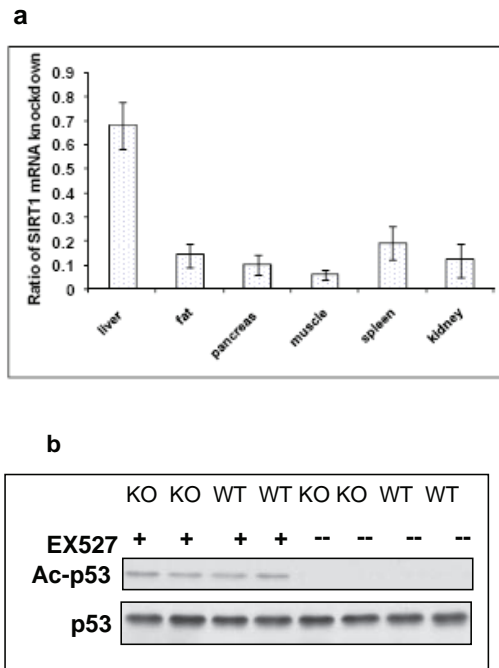 a
Ratio of SIRT1 mRNA knockdown
0.9
0.8
0.7
0.6
0.5
0.4
0.3
0.2
0.1
0
liver
fat
pancreas
muscle
spleen
kidney
b
KO KO WT WT KO KO WT WT
EX527 + + + + -- -- -- --
Ac-p53
p53